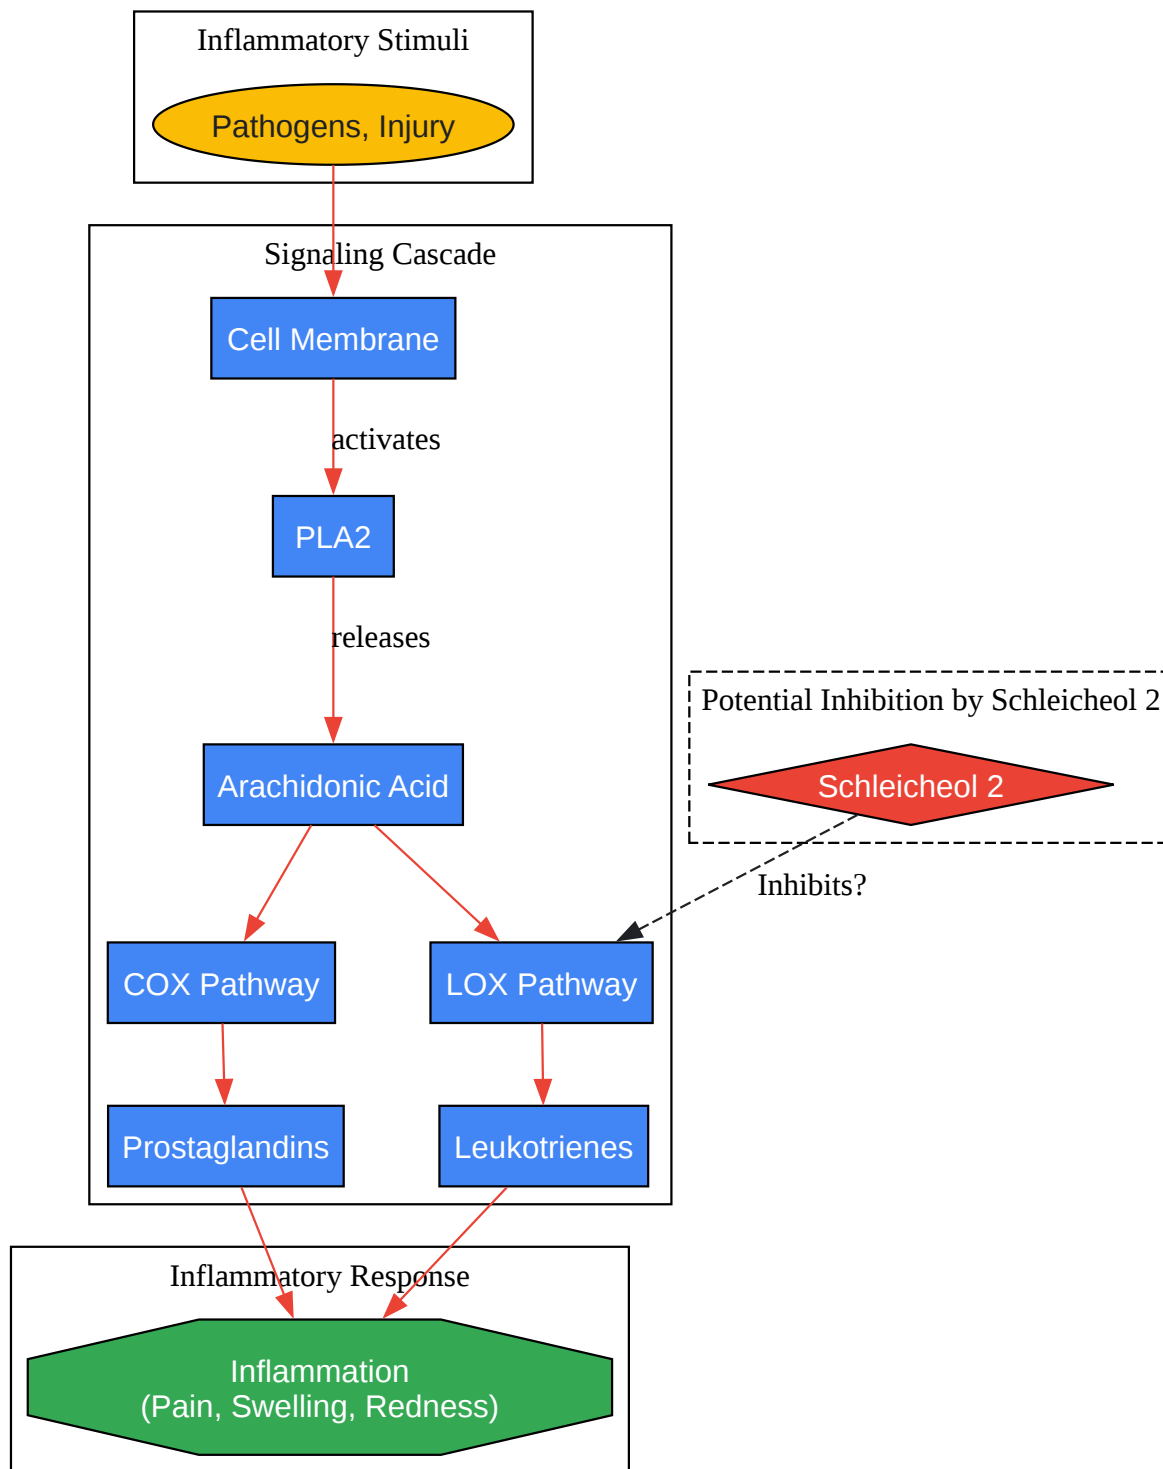 Inflammatory Stimuli
Pathogens, Injury
Signaling Cascade
Cell Membrane
activates
PLA2
releases
Potential Inhibition by Schleicheol 2
Arachidonic Acid
Schleicheol 2
Inhibits?
COX Pathway
LOX Pathway
Prostaglandins
Leukotrienes
Inflammatory Response
Inflammation
(Pain, Swelling, Redness)